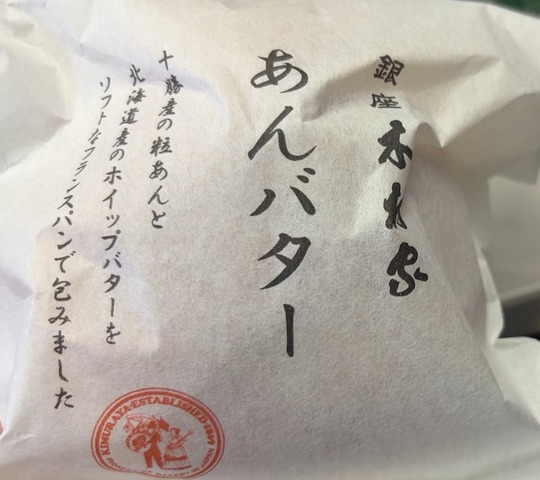 銀座木村家
あんバター
十勝産の粒あんと
北海道産のホイップバターを
ソフトなフランスパンで包みました
KIMURAYA・ESTABLISHED 1869